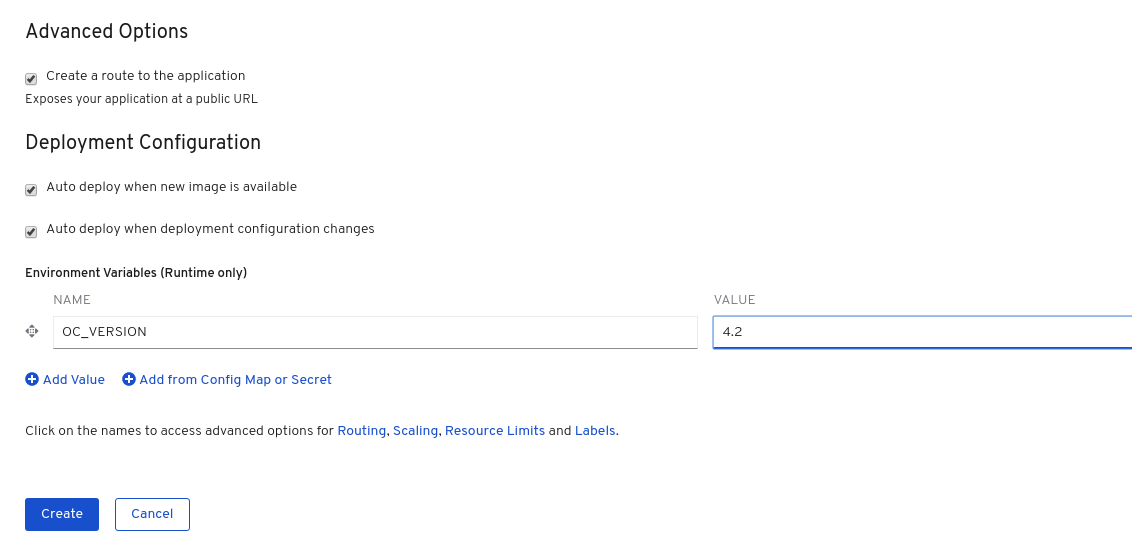 Advanced Options
Create a route to the application
Exposes your application at a public URL
Deployment Configuration
Auto deploy when new image is available
Auto deploy when deployment configuration changes
Environment Variables (Runtime only)
NAME VALUE
OC_VERSION 4.2
Add Value Add from Config Map or Secret
Click on the names to access advanced options for Routing, Scaling, Resource Limits and Labels.
Create Cancel